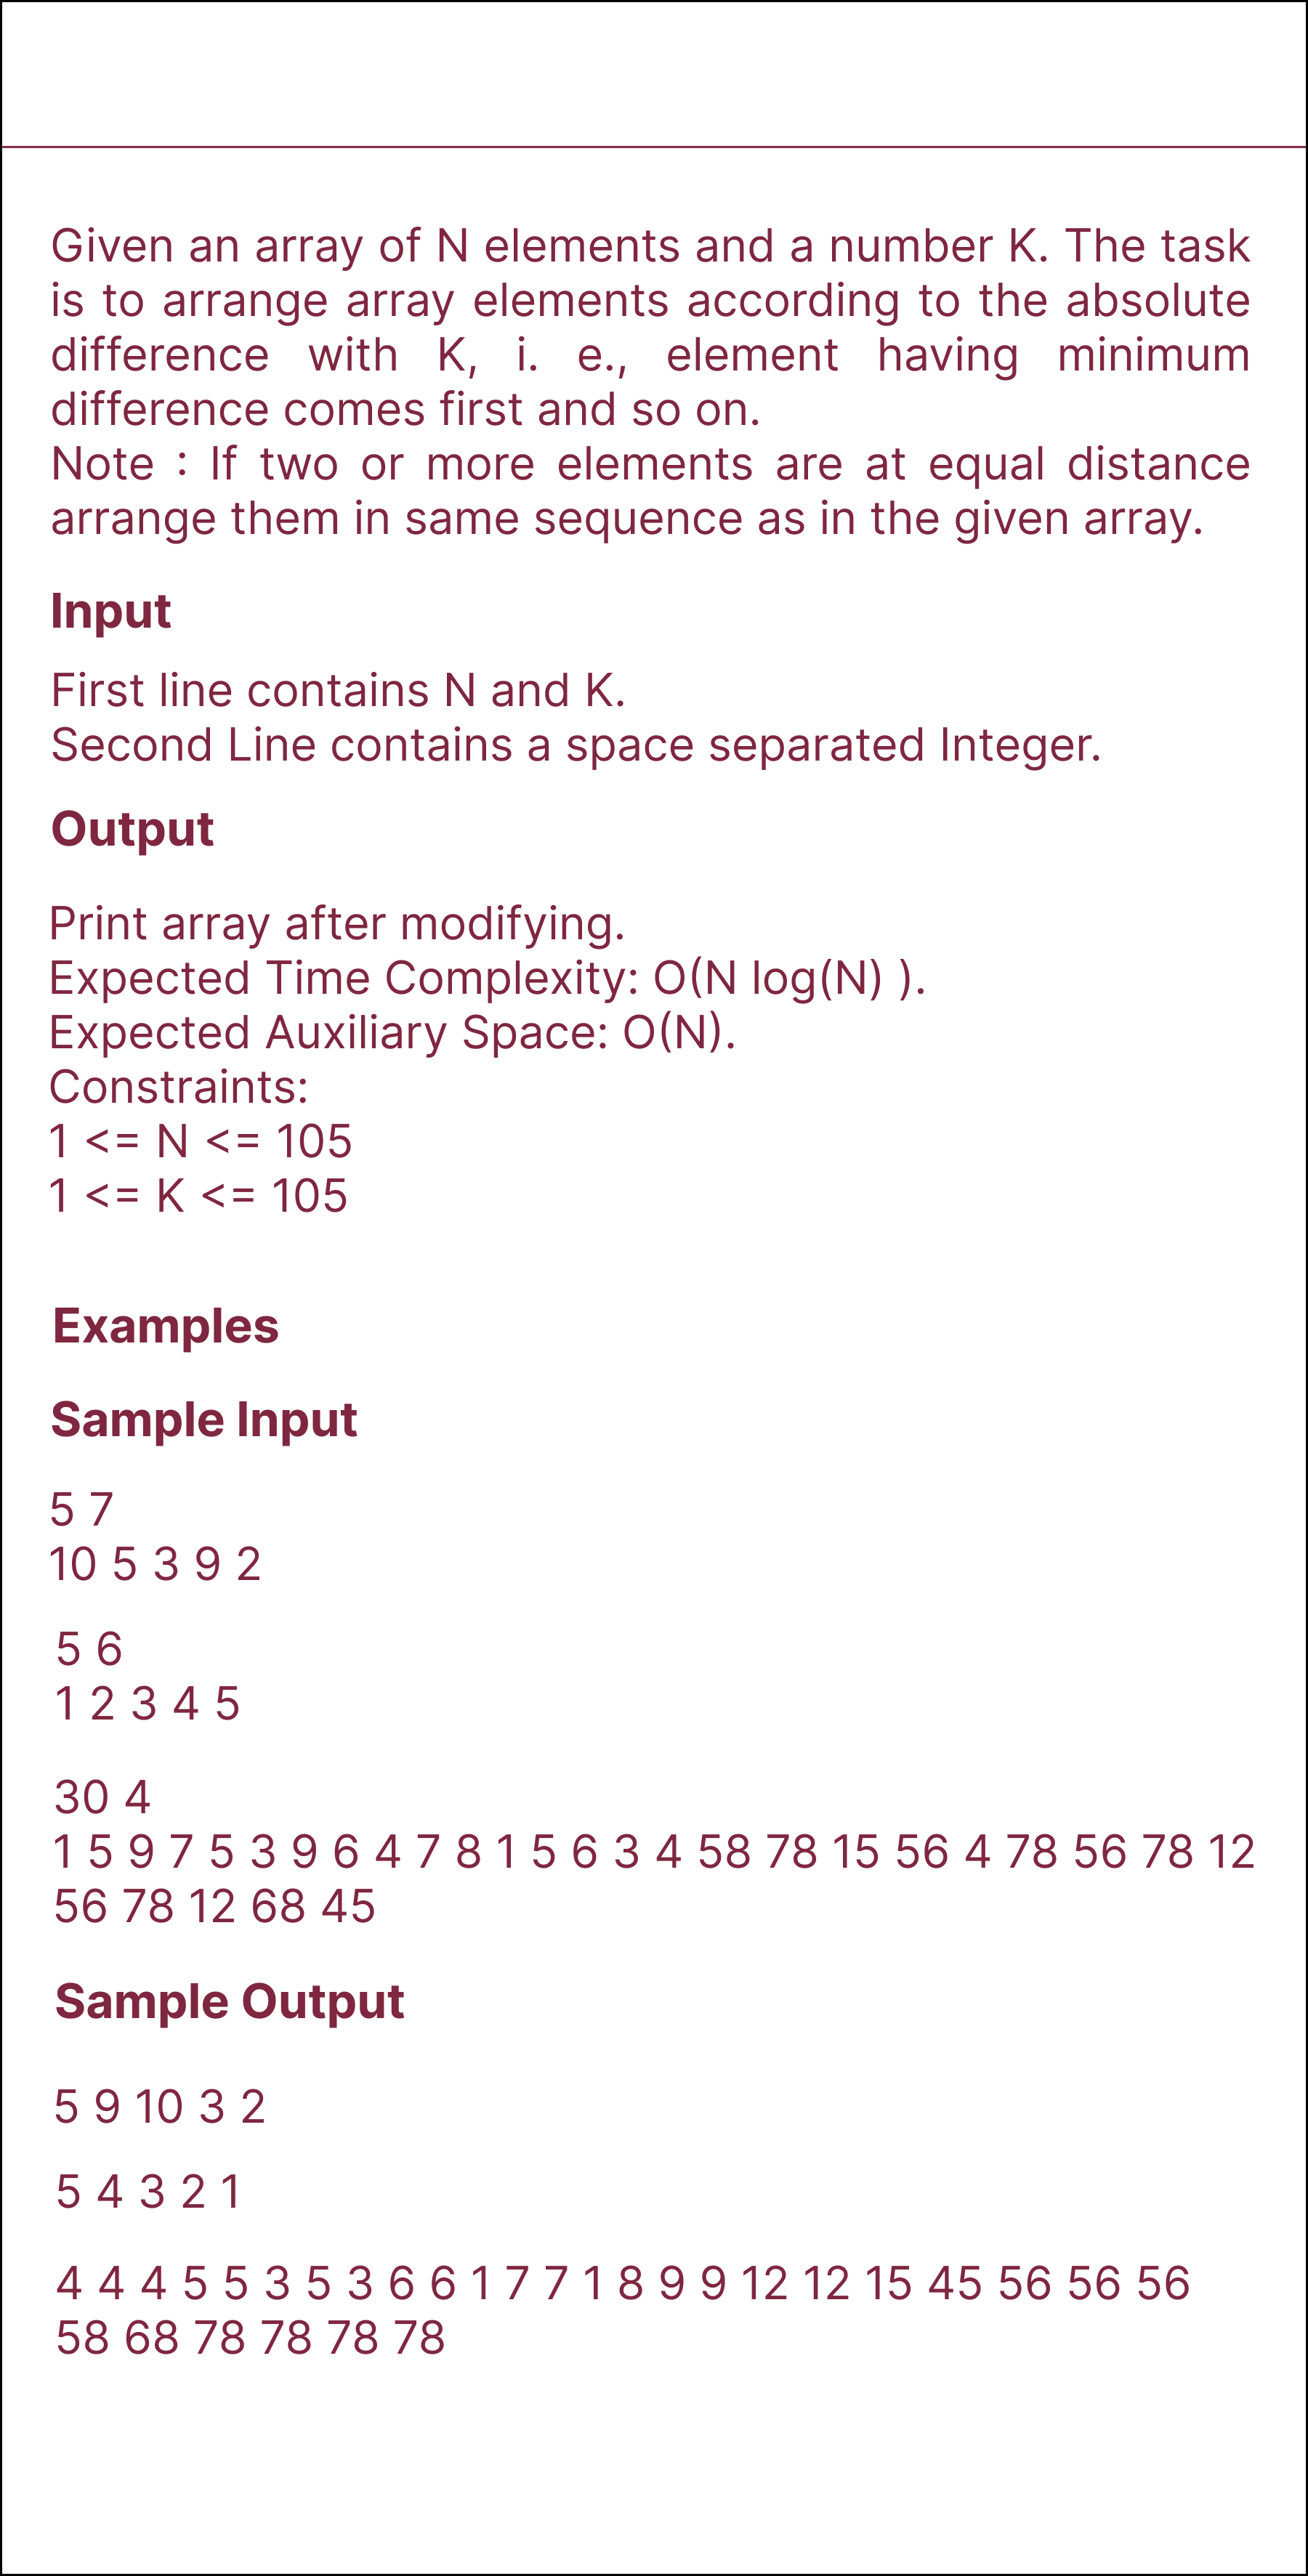 Given an array of N elements and a number K. The task
is to arrange array elements according to the absolute
difference with K, i. e., element having minimum
difference comes first and so on.
Note : If two or more elements are at equal distance
arrange them in same sequence as in the given array.
Input
First line contains N and K.
Second Line contains a space separated Integer.
Output
Print array after modifying.
Expected Time Complexity: O(N log(N) ).
Expected Auxiliary Space: O(N).
Constraints:
1 <= N <= 105
1 <= K <= 105
Examples
Sample Input
5 7
10 5 3 9 2
5 6
1 2 3 4 5
30 4
1 5 9 7 5 3 9 6 4 7 8 1 5 6 3 4 58 78 15 56 4 78 56 78 12
56 78 12 68 45
Sample Output
5 9 10 3 2
5 4 3 2 1
4 4 4 5 5 3 5 3 6 6 1 7 7 1 8 9 9 12 12 15 45 56 56 56
58 68 78 78 78 78